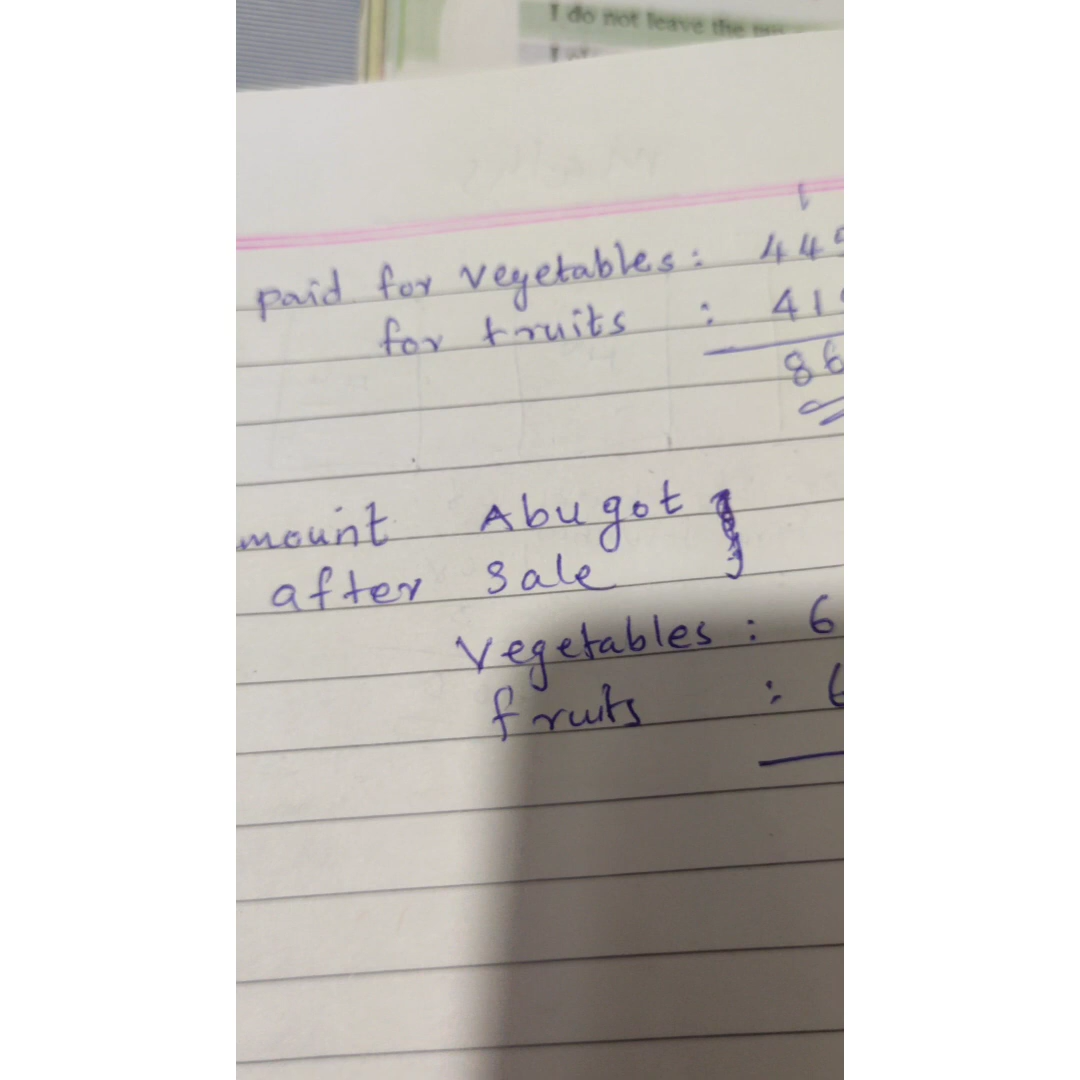 I do not leave the
paid for vegetables : 44
for fruits : 41
86
mount Abu got }
after sale
Vegetables : 6
fruits : 6